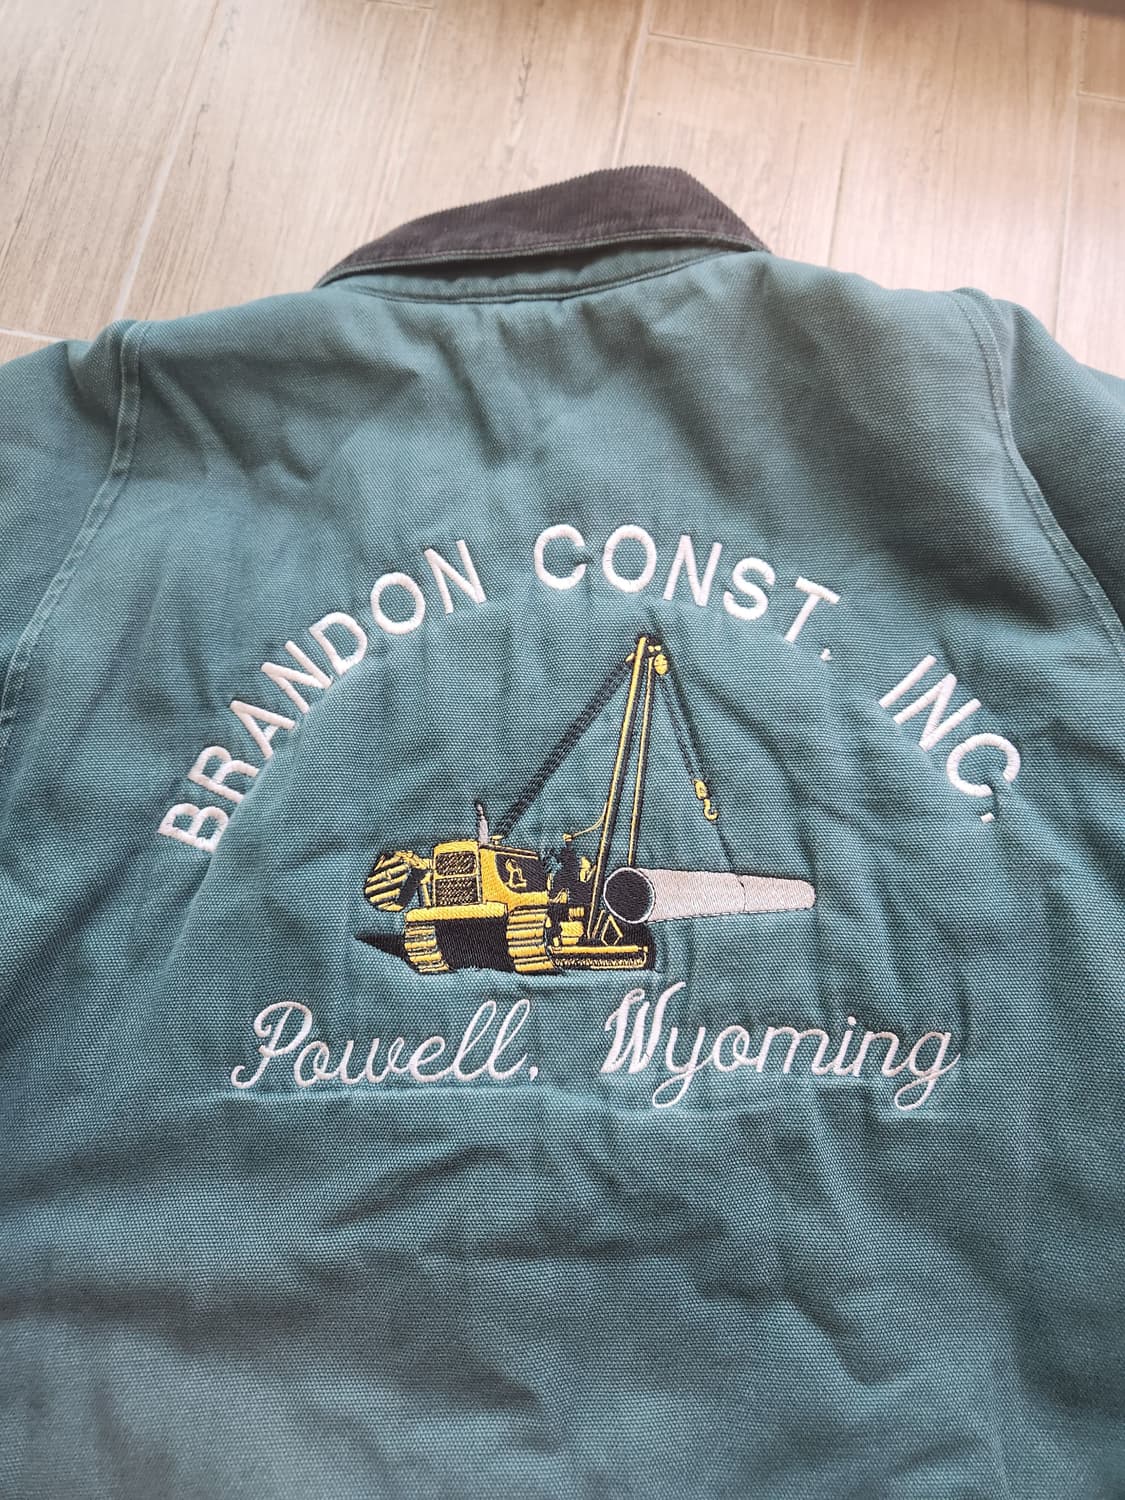 BRANDON CONST. INC.
Powell, Wyoming